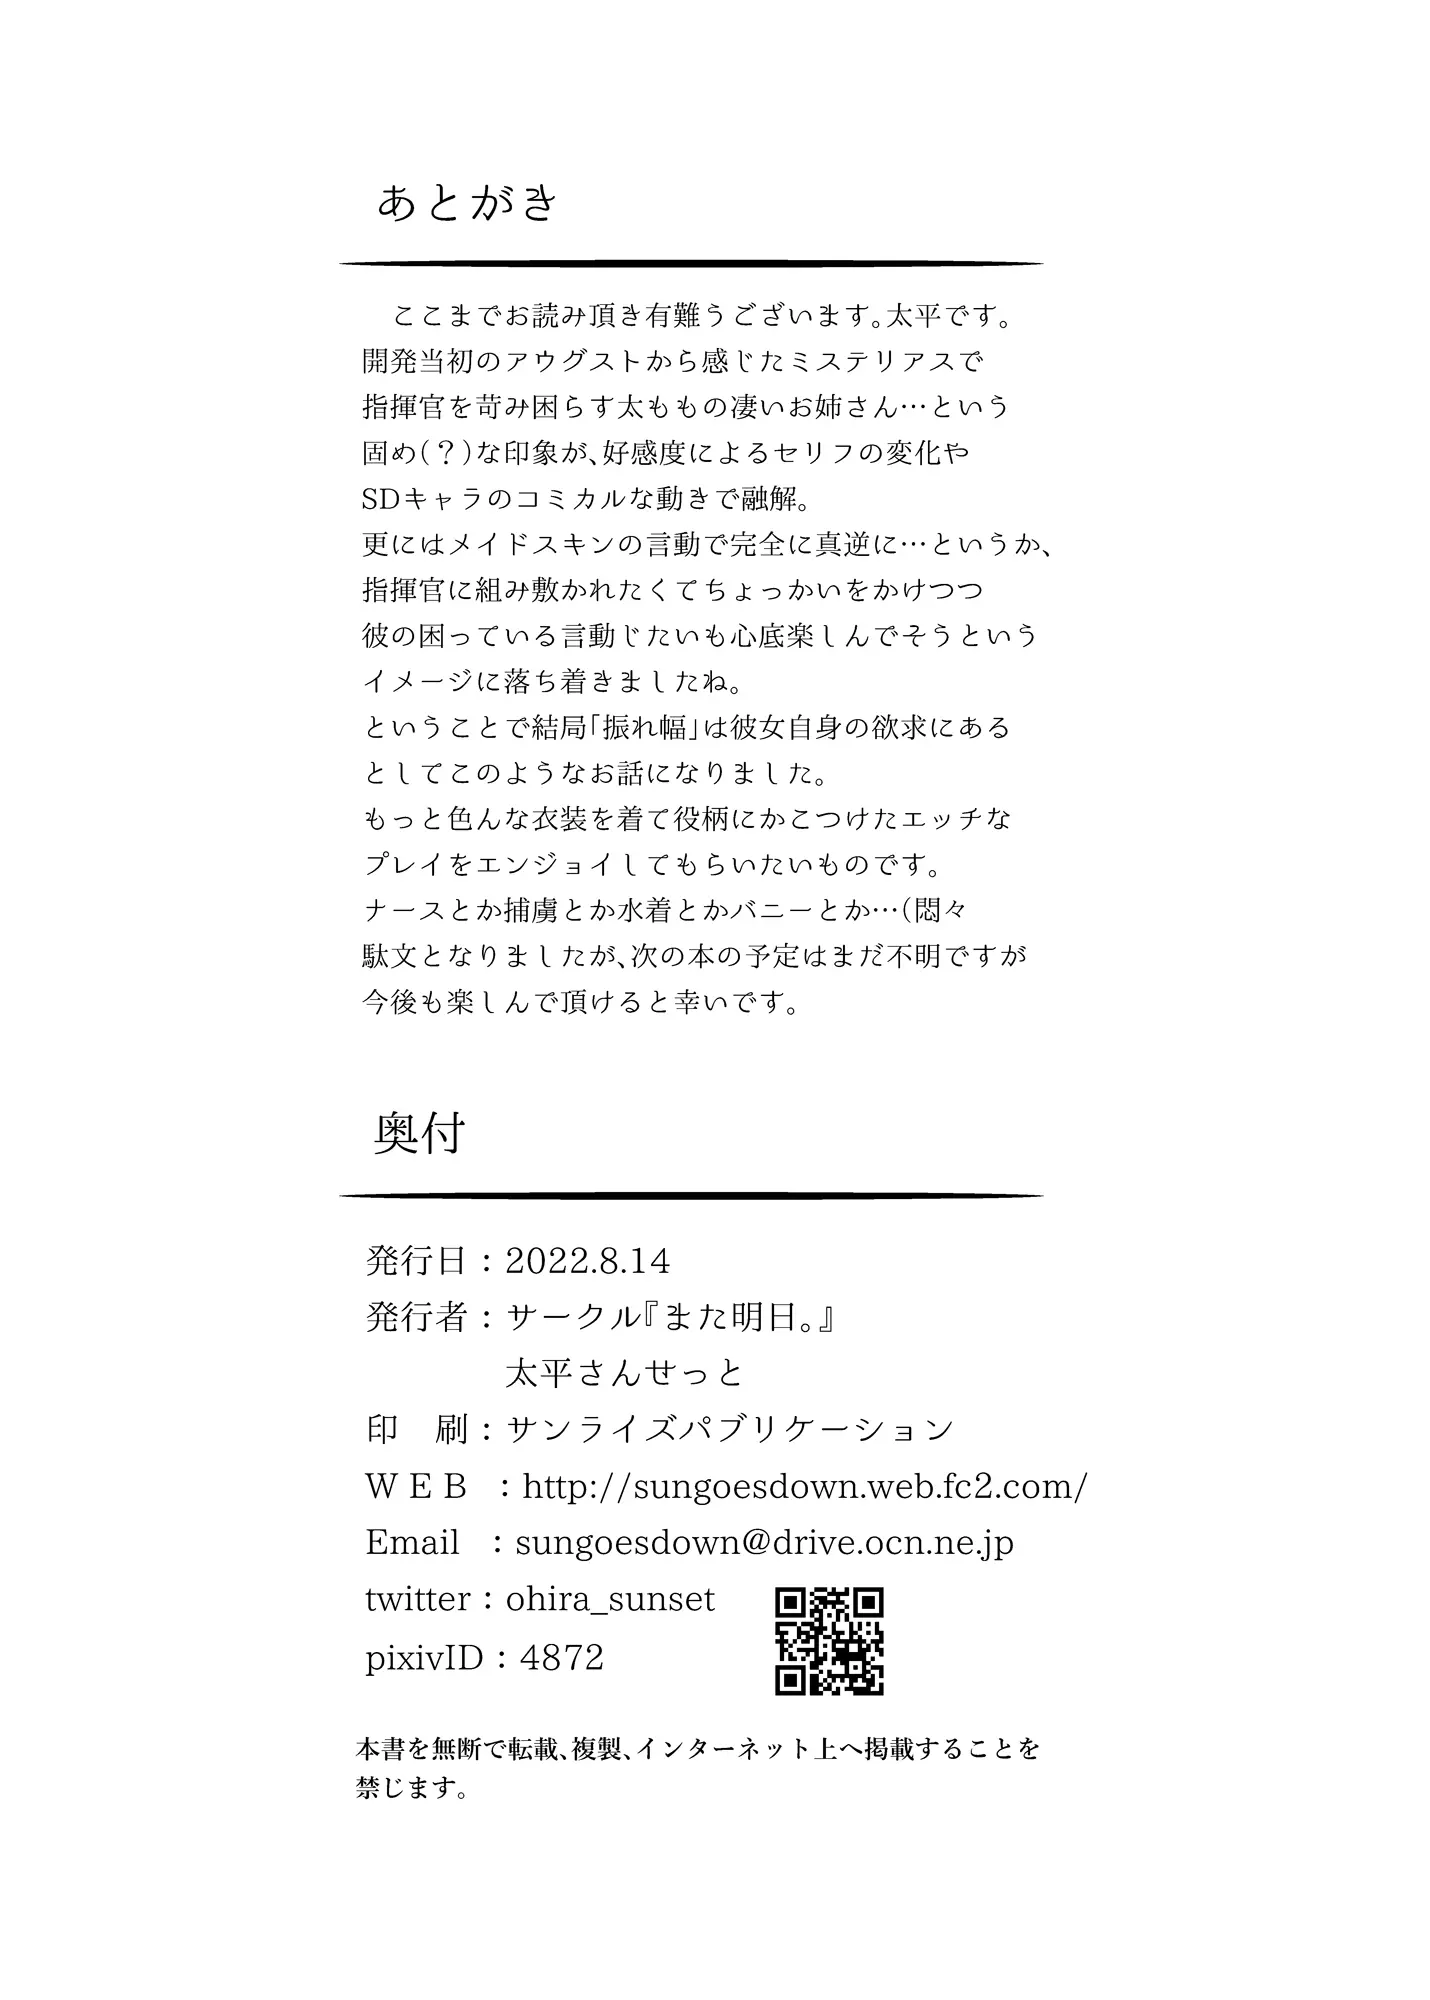 あとがき
ここまでお読み頂き有難うございます。太平です。
開発当初のアウグストから感じたミステリアスで
指揮官を苛み困らす太ももの凄いお姉さん…という
固め(？)な印象が、好感度によるセリフの変化や
SDキャラのコミカルな動きで融解。
更にはメイドスキンの言動で完全に真逆に…というか、
指揮官に組み敷かれたくてちょっかいをかけつつ
彼の困っている言動じたいも心底楽しんでそうという
イメージに落ち着きましたね。
ということで結局「振れ幅」は彼女自身の欲求にある
としてこのようなお話になりました。
もっと色んな衣装を着て役柄にかこつけたエッチな
プレイをエンジョイしてもらいたいものです。
ナースとか捕虜とか水着とかバニーとか…(悶々
駄文となりましたが、次の本の予定はまだ不明ですが
今後も楽しんで頂けると幸いです。
奥付
発行日：2022.8.14
発行者：サークル『また明日。』
太平さんせっと
印　刷：サンライズパブリケーション
ＷＥＢ：http://sungoesdown.web.fc2.com/
Email ：sungoesdown@drive.ocn.ne.jp
twitter：ohira_sunset
pixivID：4872
本書を無断で転載、複製、インターネット上へ掲載することを
禁じます。